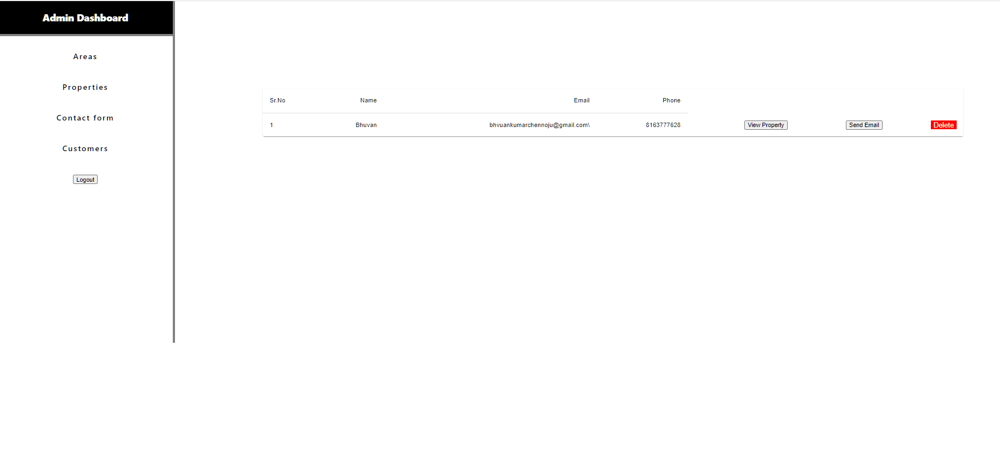 Admin Dashboard
Areas
Properties
Contact form
Customers
Logout
Sr.No Name Email Phone
1 Bhuvan bhvuankumarchennoju@gmail.com\ 8163777628 View Property Send Email Delete